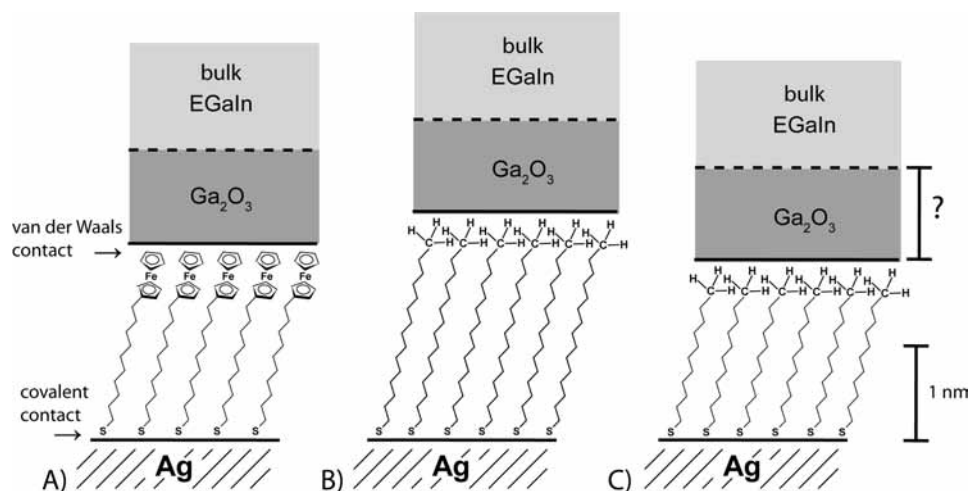 bulk
EGaIn
Ga2O3
van der Waals
contact →
Fe Fe Fe Fe Fe
covalent
contact →
S S S S S
Ag
A)
bulk
EGaIn
Ga2O3
H H H H H H
H C H C H C H C H C H C H
S S S S S S
Ag
B)
bulk
EGaIn
Ga2O3
?
H H H H H H
H C H C H C H C H C H C H
1 nm
S S S S S S
Ag
C)